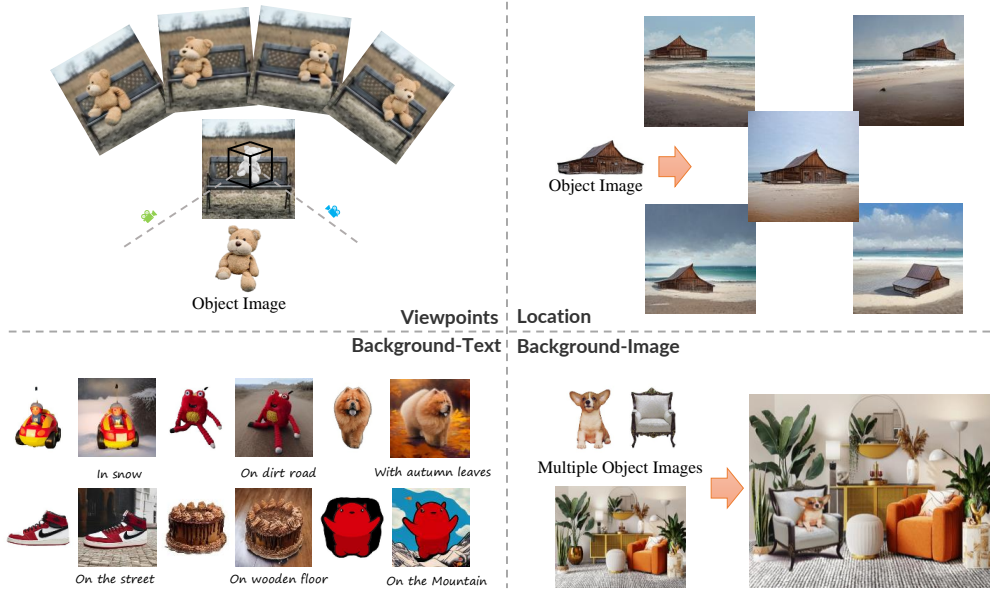 Object Image
Viewpoints
Object Image
Location
Background-Text
In snow
On dirt road
With autumn leaves
On the street
On wooden floor
On the Mountain
Background-Image
Multiple Object Images